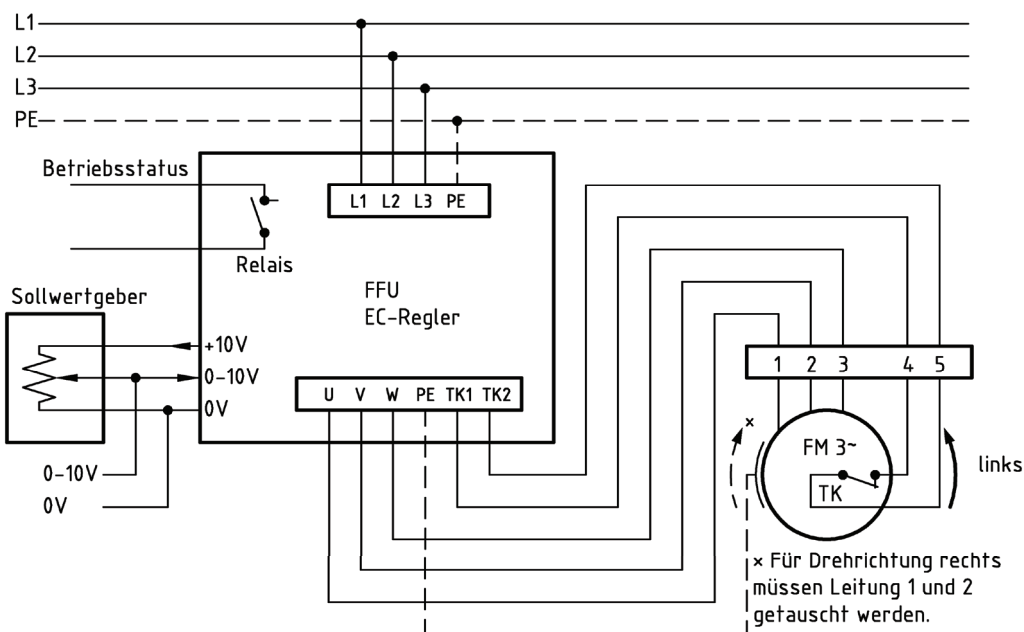 L1
L2
L3
PE
Betriebsstatus
L1 L2 L3 PE
Relais
FFU
EC-Regler
Sollwertgeber
+10V
0-10V
0V
U V W PE TK1 TK2
0-10V
0V
1 2 3 4 5
×
FM 3~
TK
links
× Für Drehrichtung rechts
müssen Leitung 1 und 2
getauscht werden.